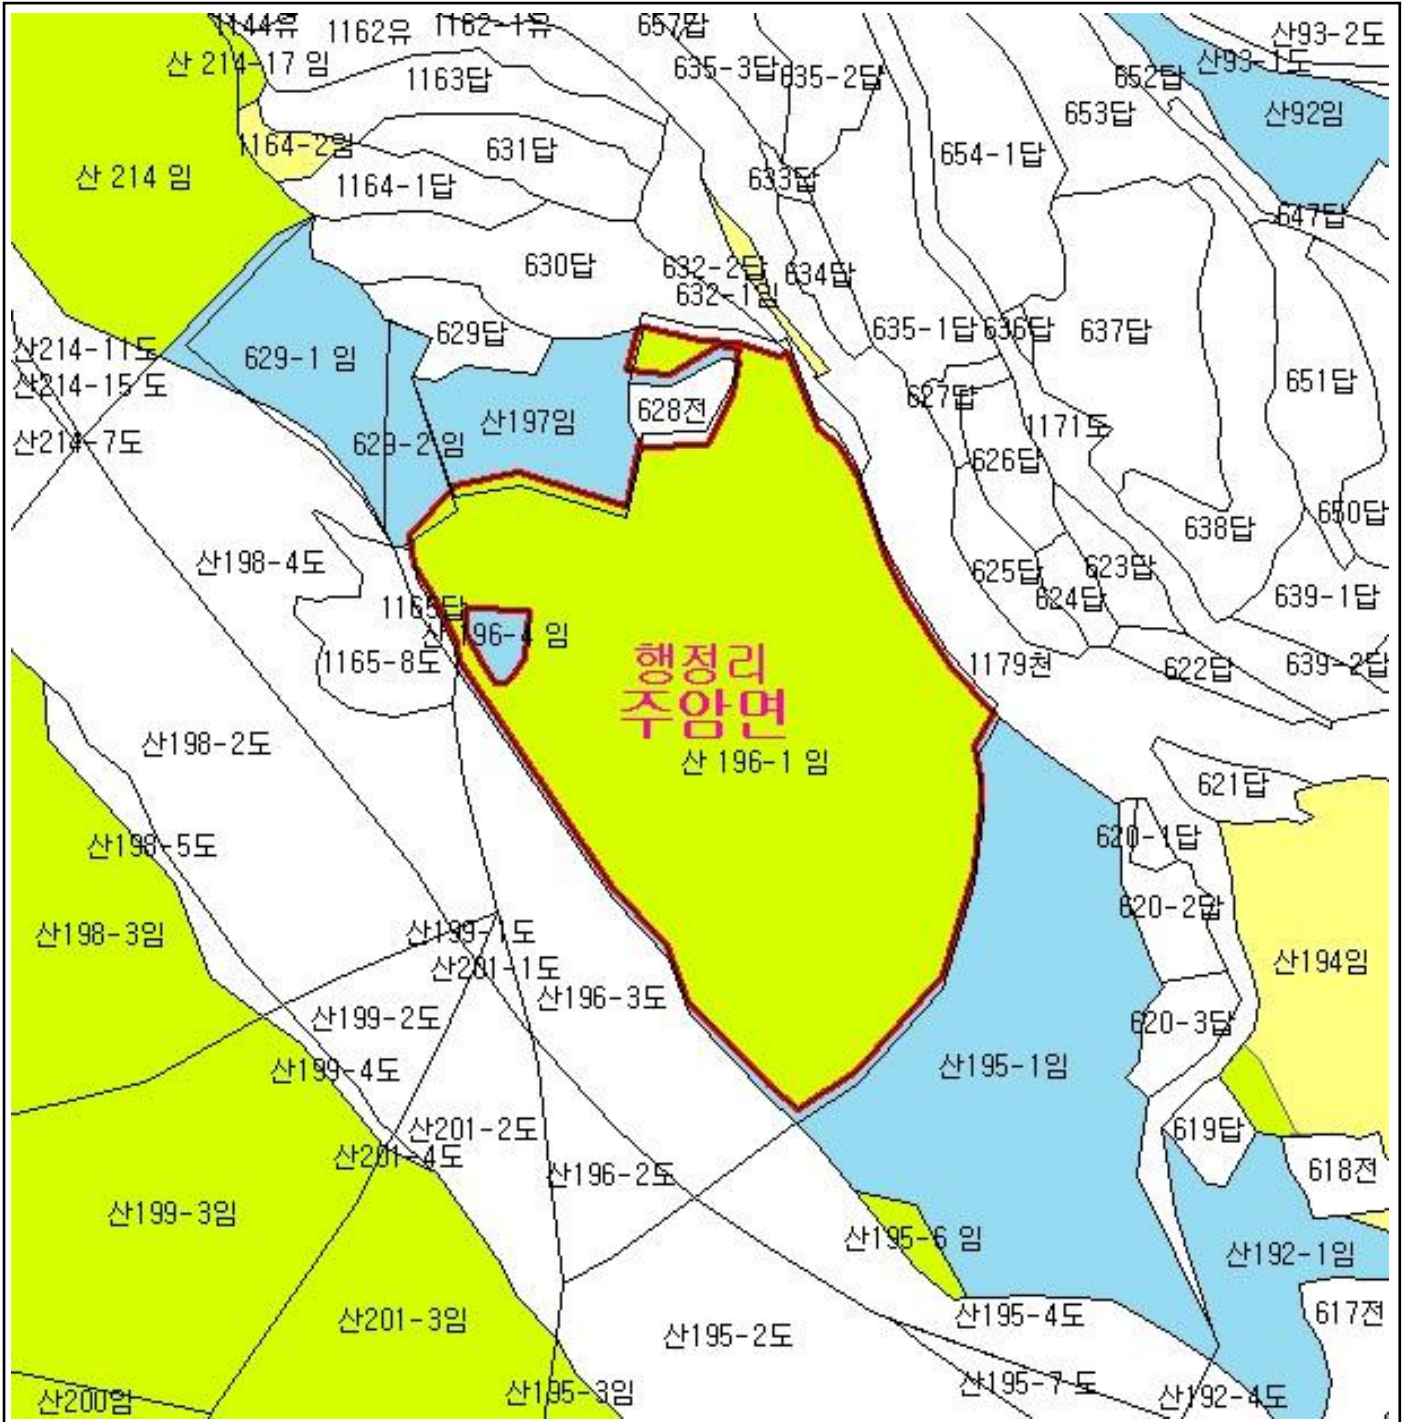 1144유
1162유
1162-1유
657답
산93-2도
산 214-17 임
1163답
635-3답
635-2답
652답
산93-1도
653답
산92임
1164-2임
631답
654-1답
산 214 임
1164-1답
633답
647답
630답
632-2답
634답
632-1임
629답
635-1답
636답
637답
산214-11도
629-1 임
산214-15 도
651답
627답
628전
산197임
1171도
산214-7도
629-2 임
626답
650답
638답
산198-4도
625답
623답
1165답
624답
639-1답
산 196-4 임
행정리
1165-8도
1179천
622답
639-2답
주암면
산198-2도
산 196-1 임
621답
산198-5도
620-1답
620-2답
산198-3임
산199-1도
산201-1도
산194임
산196-3도
산199-2도
620-3답
산199-4도
산195-1임
산201-2도
619답
산201-4도
산196-2도
618전
산199-3임
산195-6 임
산192-1임
산201-3임
산195-4도
617전
산195-2도
산195-7 도
산200임
산195-3임
산192-4도